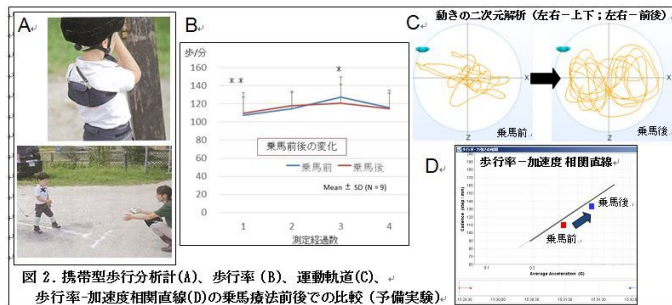 A
B
歩/分
160
140
120
100
80
60
40
20
0
**
*
乗馬前後の変化
乗馬前 乗馬後
Mean ± SD (N = 9)
1 2 3 4
測定経過数
C 動きの二次元解析（左右－上下；左右－前後）
X
Z
乗馬前
X
Z
乗馬後
D
歩行率－加速度 相関直線
乗馬後
乗馬前
Average Acceleration (G)
図 2．携帯型歩行分析計(A)、歩行率（B)、運動軌道(C)、
歩行率-加速度相関直線(D)の乗馬療法前後での比較（予備実験）